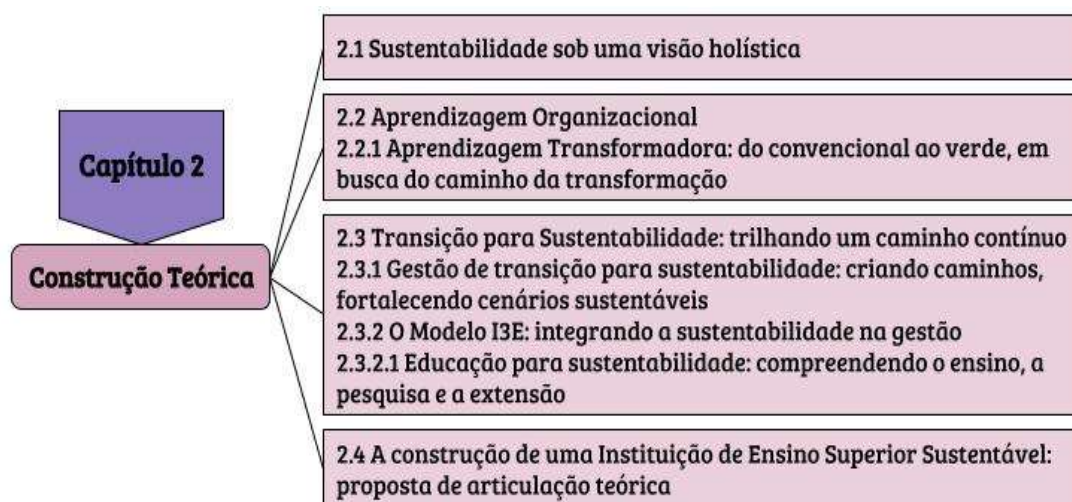 Capítulo 2
Construção Teórica
2.1 Sustentabilidade sob uma visão holística
2.2 Aprendizagem Organizacional
2.2.1 Aprendizagem Transformadora: do convencional ao verde, em
busca do caminho da transformação
2.3 Transição para Sustentabilidade: trilhando um caminho contínuo
2.3.1 Gestão de transição para sustentabilidade: criando caminhos,
fortalecendo cenários sustentáveis
2.3.2 O Modelo I3E: integrando a sustentabilidade na gestão
2.3.2.1 Educação para sustentabilidade: compreendendo o ensino, a
pesquisa e a extensão
2.4 A construção de uma Instituição de Ensino Superior Sustentável:
proposta de articulação teórica